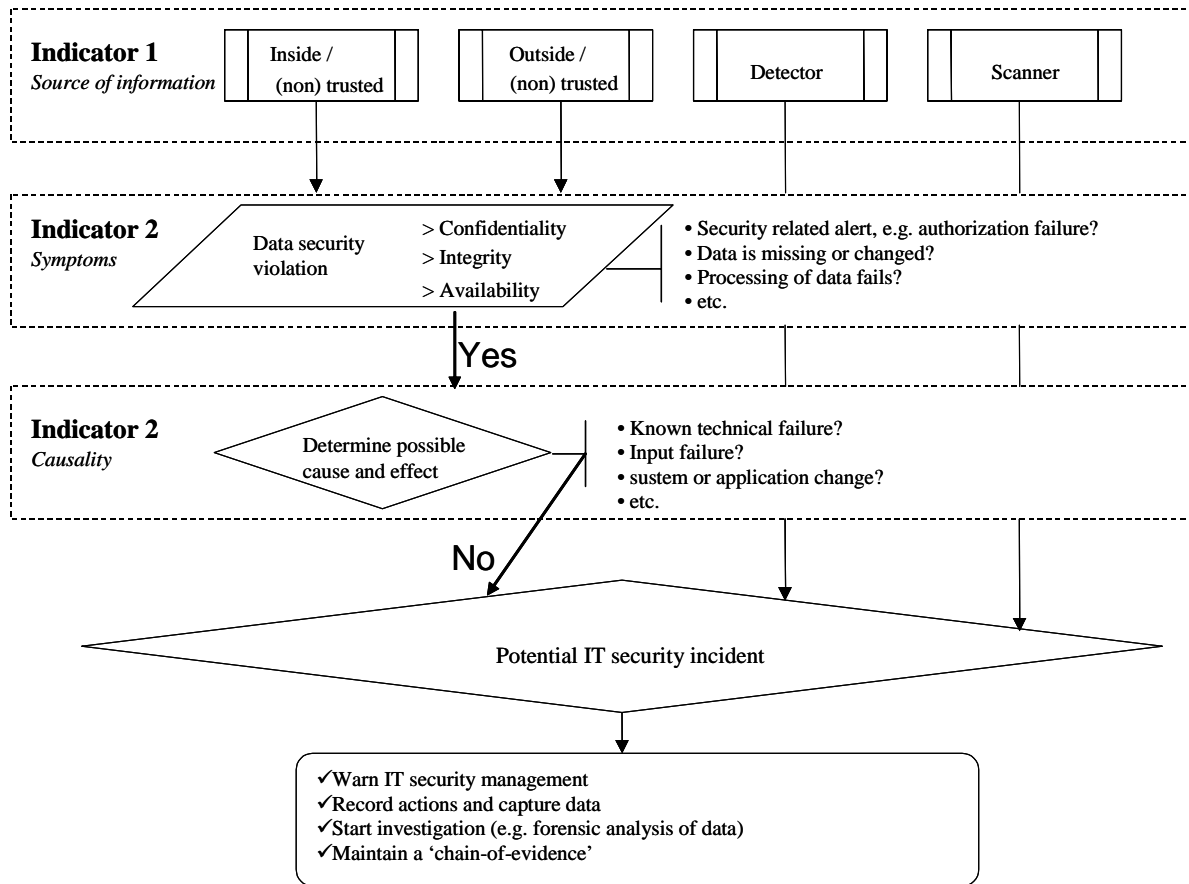 Indicator 1
Source of information
Inside /
(non) trusted
Outside /
(non) trusted
Detector
Scanner
Indicator 2
Symptoms
Data security
violation
> Confidentiality
> Integrity
> Availability
• Security related alert, e.g. authorization failure?
• Data is missing or changed?
• Processing of data fails?
• etc.
Yes
Indicator 2
Causality
Determine possible
cause and effect
• Known technical failure?
• Input failure?
• sustem or application change?
• etc.
No
Potential IT security incident
✓Warn IT security management
✓Record actions and capture data
✓Start investigation (e.g. forensic analysis of data)
✓Maintain a ‘chain-of-evidence’